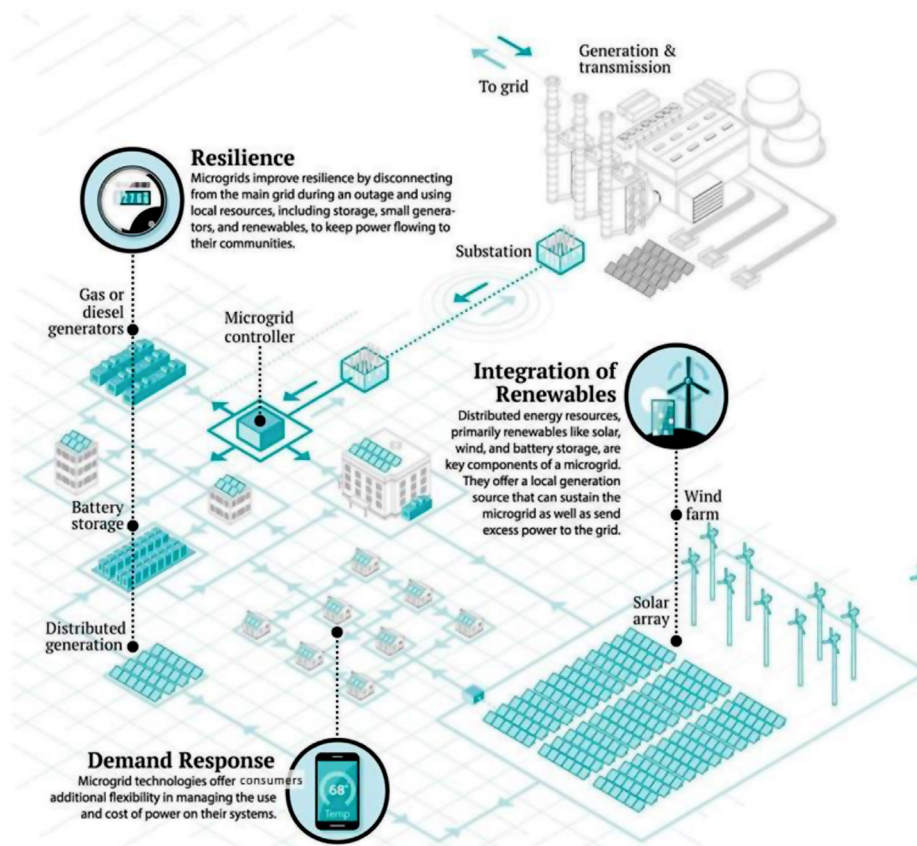 Generation &
transmission
To grid
Resilience
Microgrids improve resilience by disconnecting
from the main grid during an outage and using
local resources, including storage, small genera-
tors, and renewables, to keep power flowing to
their communities.
Substation
Gas or
diesel
generators
Microgrid
controller
Integration of
Renewables
Distributed energy resources,
primarily renewables like solar,
wind, and battery storage, are
key components of a microgrid.
They offer a local generation
source that can sustain the
microgrid as well as send
excess power to the grid.
Battery
storage
Wind
farm
Solar
array
Distributed
generation
Demand Response
Microgrid technologies offer consumers
additional flexibility in managing the use
and cost of power on their systems.
68°
Temp